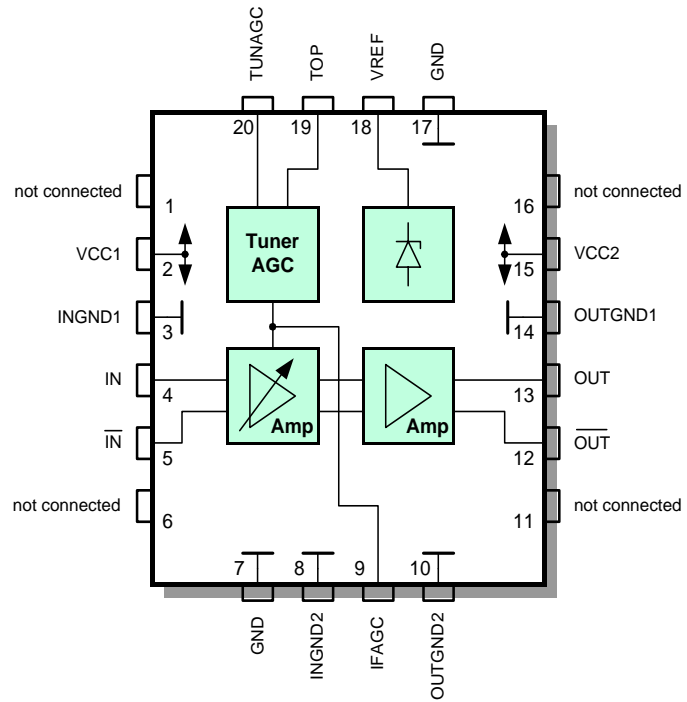 TUNAGC
TOP
VREF
GND
20
19
18
17
not connected
1
16
not connected
VCC1
2
Tuner
AGC
15
VCC2
INGND1
3
14
OUTGND1
IN
4
Amp
Amp
13
OUT
IN
5
12
OUT
not connected
6
11
not connected
7
8
9
10
GND
INGND2
IFAGC
OUTGND2